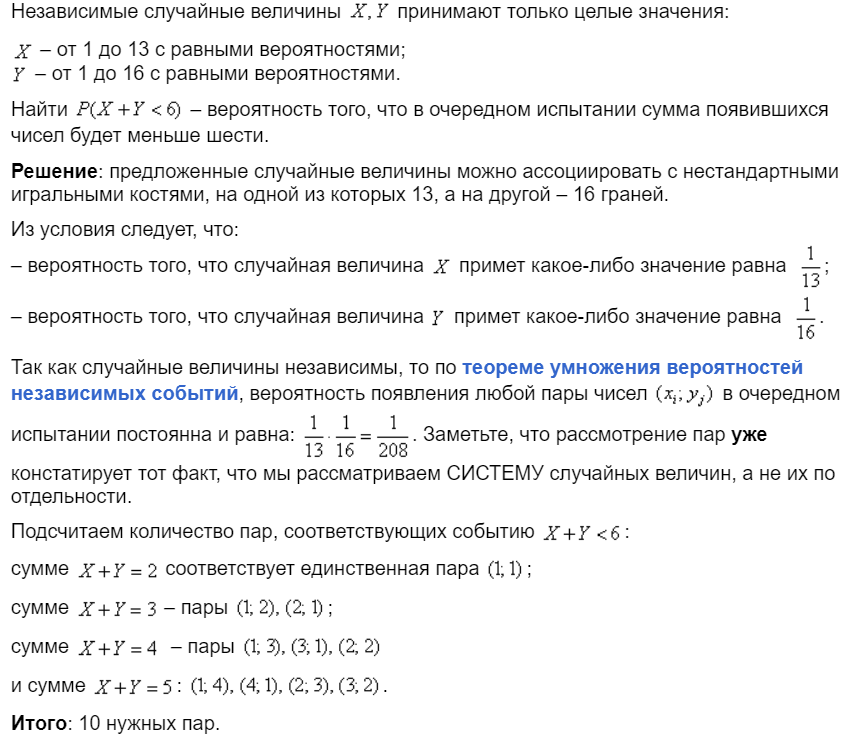 Независимые случайные величины X, Y принимают только целые значения:
X – от 1 до 13 с равными вероятностями;
Y – от 1 до 16 с равными вероятностями.
Найти P(X + Y < 6) – вероятность того, что в очередном испытании сумма появившихся
чисел будет меньше шести.
Решение: предложенные случайные величины можно ассоциировать с нестандартными
игральными костями, на одной из которых 13, а на другой – 16 граней.
Из условия следует, что:
– вероятность того, что случайная величина X примет какое-либо значение равна 1/13;
– вероятность того, что случайная величина Y примет какое-либо значение равна 1/16.
Так как случайные величины независимы, то по теореме умножения вероятностей
независимых событий, вероятность появления любой пары чисел (xᵢ; yⱼ) в очередном
испытании постоянна и равна: 1/13 · 1/16 = 1/208. Заметьте, что рассмотрение пар уже
констатирует тот факт, что мы рассматриваем СИСТЕМУ случайных величин, а не их по
отдельности.
Подсчитаем количество пар, соответствующих событию X + Y < 6:
сумме X + Y = 2 соответствует единственная пара (1; 1);
сумме X + Y = 3 – пары (1; 2), (2; 1);
сумме X + Y = 4 – пары (1; 3), (3; 1), (2; 2)
и сумме X + Y = 5: (1; 4), (4; 1), (2; 3), (3; 2).
Итого: 10 нужных пар.